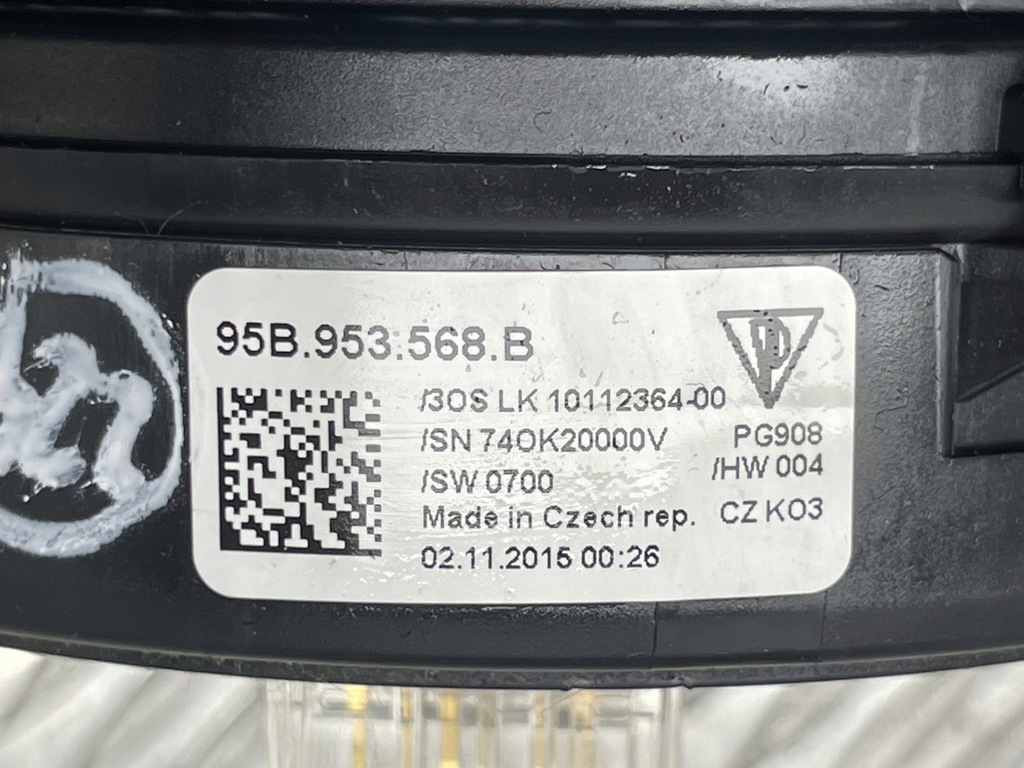 95B.953.568.B
/3OS LK 10112364-00
/SN 74OK20000V
PG908
/SW 0700
/HW 004
Made in Czech rep.
CZ K03
02.11.2015 00:26